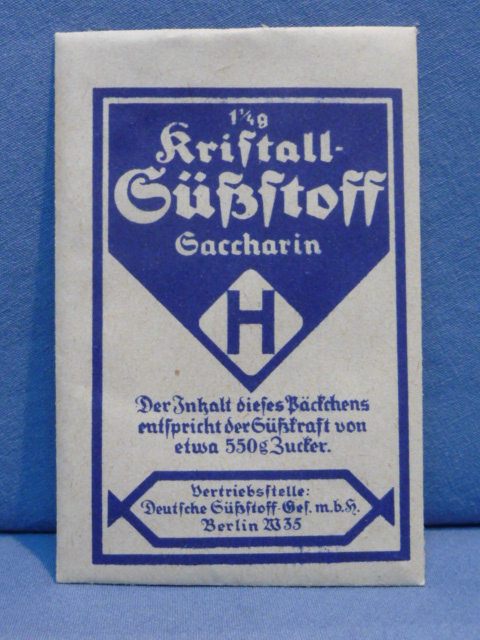 1¼g
Kristall-
Süßstoff
Saccharin
H
Der Inhalt dieses Päckchens
entspricht der Süßkraft von
etwa 550g Zucker.
Vertriebsstelle:
Deutsche Süßstoff-Ges. m.b.H.
Berlin W35